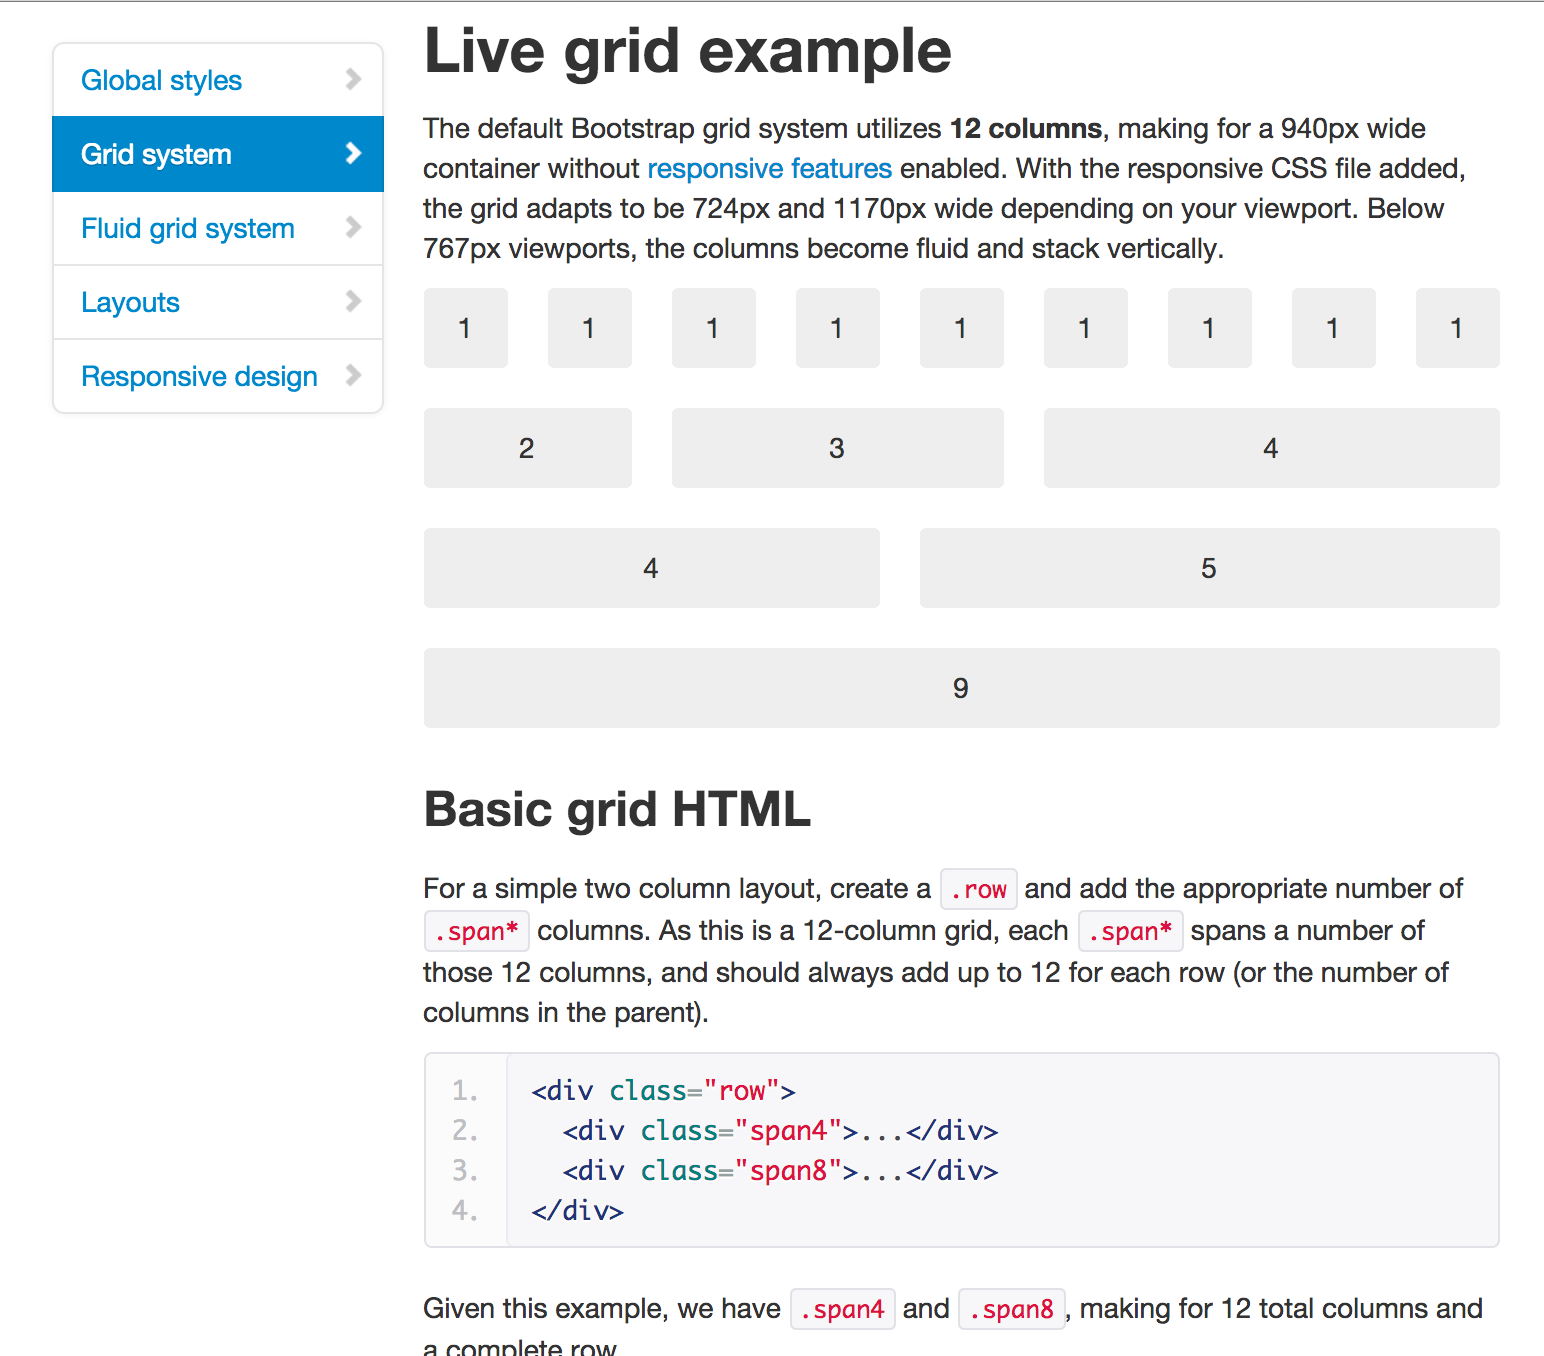 Global styles
Grid system
Fluid grid system
Layouts
Responsive design
Live grid example
The default Bootstrap grid system utilizes 12 columns, making for a 940px wide
container without responsive features enabled. With the responsive CSS file added,
the grid adapts to be 724px and 1170px wide depending on your viewport. Below
767px viewports, the columns become fluid and stack vertically.
1 1 1 1 1 1 1 1 1
2 3 4
4 5
9
Basic grid HTML
For a simple two column layout, create a .row and add the appropriate number of
.span* columns. As this is a 12-column grid, each .span* spans a number of
those 12 columns, and should always add up to 12 for each row (or the number of
columns in the parent).
1. <div class="row">
2.   <div class="span4">...</div>
3.   <div class="span8">...</div>
4. </div>
Given this example, we have .span4 and .span8, making for 12 total columns and
a complete row